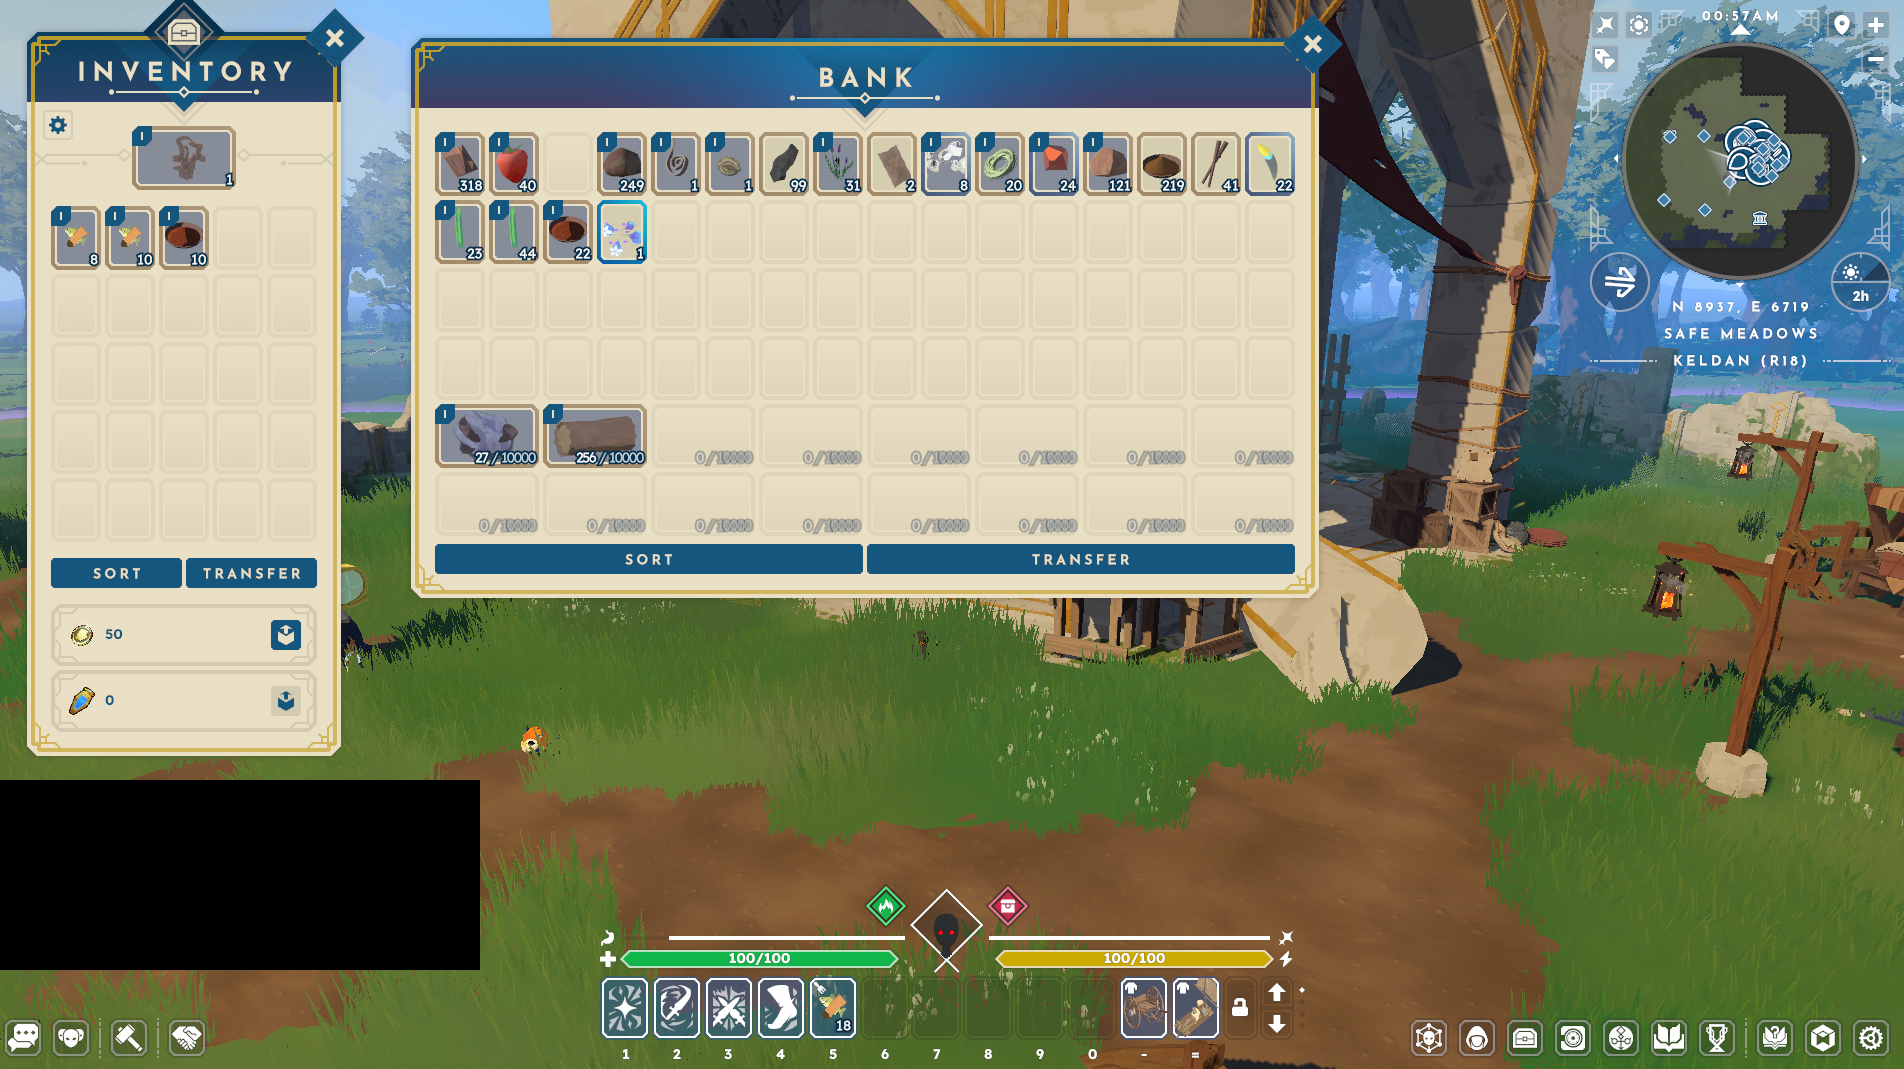 INVENTORY
I
1
I
8
I
10
I
10
SORT
TRANSFER
50
0
BANK
I
318
I
40
I
249
I
1
I
1
99
I
31
2
I
8
I
20
I
24
I
121
219
41
22
I
23
I
44
I
22
1
I
27/10000
I
256/10000
0/10000
0/10000
0/10000
0/10000
0/10000
0/10000
0/10000
0/10000
0/10000
0/10000
0/10000
0/10000
0/10000
0/10000
SORT
TRANSFER
00:57AM
2h
N 8937, E 6719
SAFE MEADOWS
KELDAN (R18)
100/100
100/100
18
1
2
3
4
5
6
7
8
9
0
-
=